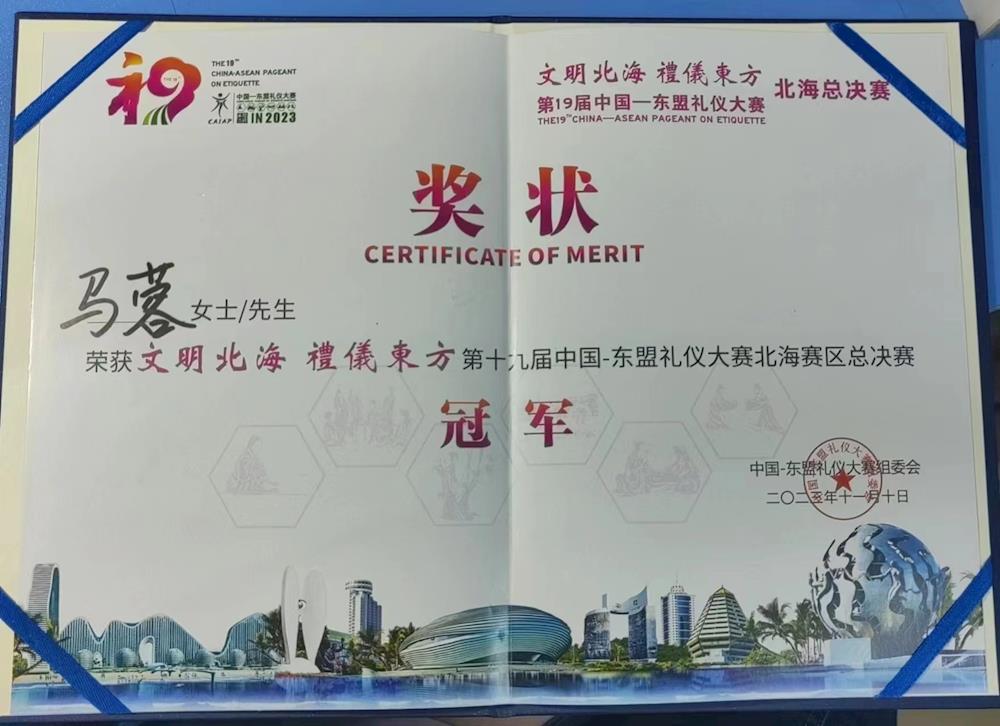 THE 19TH
CHINA-ASEAN PAGEANT
ON ETIQUETTE
CAIAP
中国—东盟礼仪大赛
IN 2023
文明北海 禮儀東方
第19届中国—东盟礼仪大赛
北海总决赛
THE19THCHINA—ASEAN PAGEANT ON ETIQUETTE
奖状
CERTIFICATE OF MERIT
马蓉 女士/先生
荣获 文明北海 禮儀東方 第十九届中国-东盟礼仪大赛北海赛区总决赛
冠军
中国-东盟礼仪大赛组委会
二〇二三年十一月十日